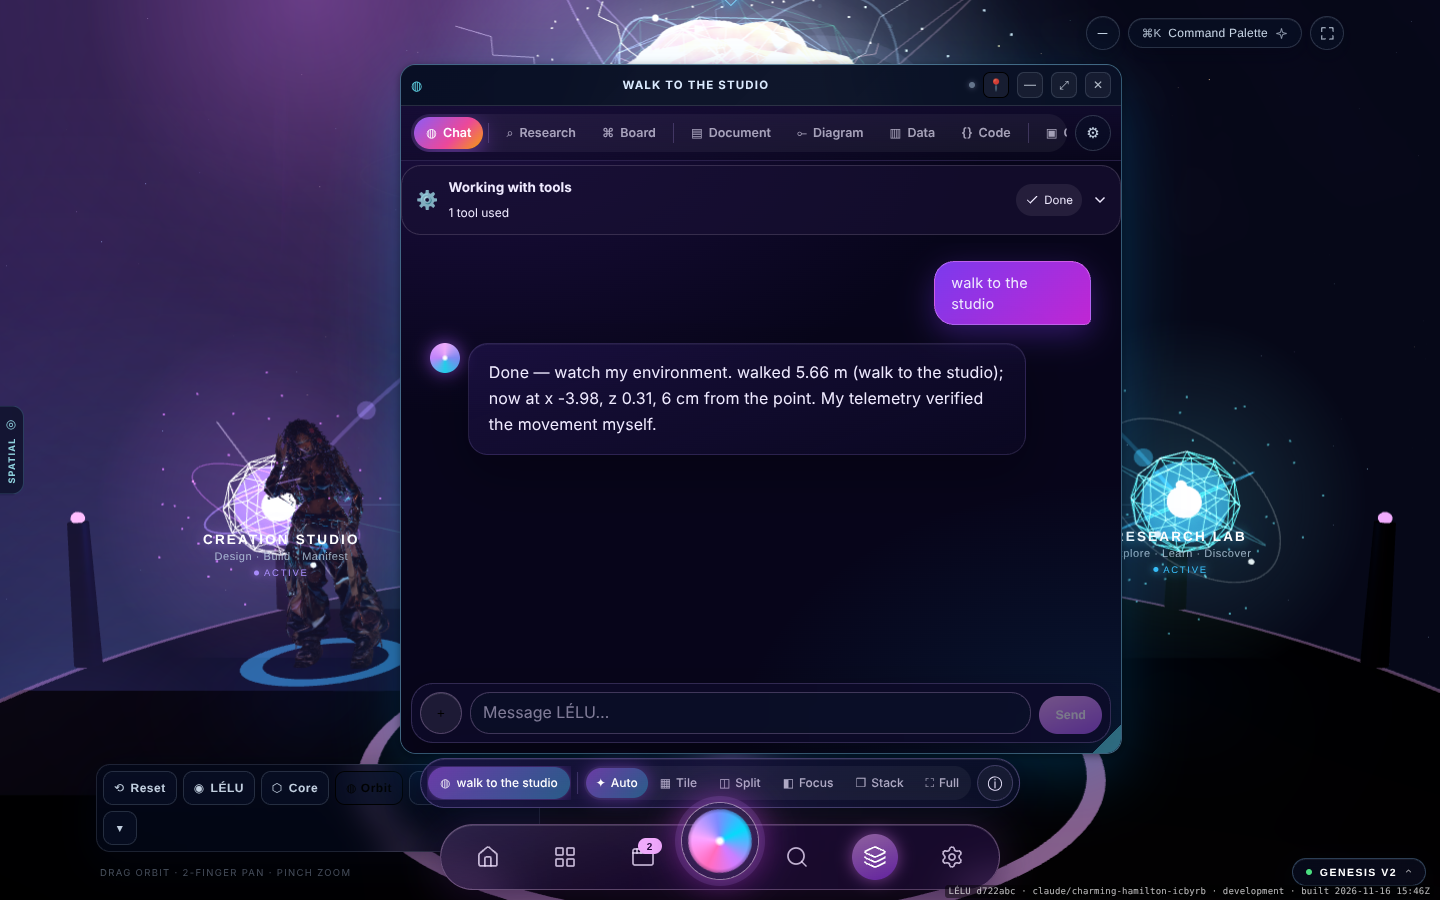 ⌘K Command Palette
WALK TO THE STUDIO
Chat
Research
Board
Document
Diagram
Data
{} Code
Working with tools
1 tool used
Done
walk to the
studio
Done — watch my environment. walked 5.66 m (walk to the studio);
now at x -3.98, z 0.31, 6 cm from the point. My telemetry verified
the movement myself.
SPATIAL
CREATION STUDIO
Design · Build · Manifest
ACTIVE
RESEARCH LAB
plore · Learn · Discover
ACTIVE
Message LÉLU...
Send
Reset
LÉLU
Core
Orbit
walk to the studio
Auto
Tile
Split
Focus
Stack
Full
2
DRAG ORBIT · 2-FINGER PAN · PINCH ZOOM
GENESIS V2
LÉLU d722abc · claude/charming-hamilton-icbyrb · development · built 2026-11-16 15:46Z